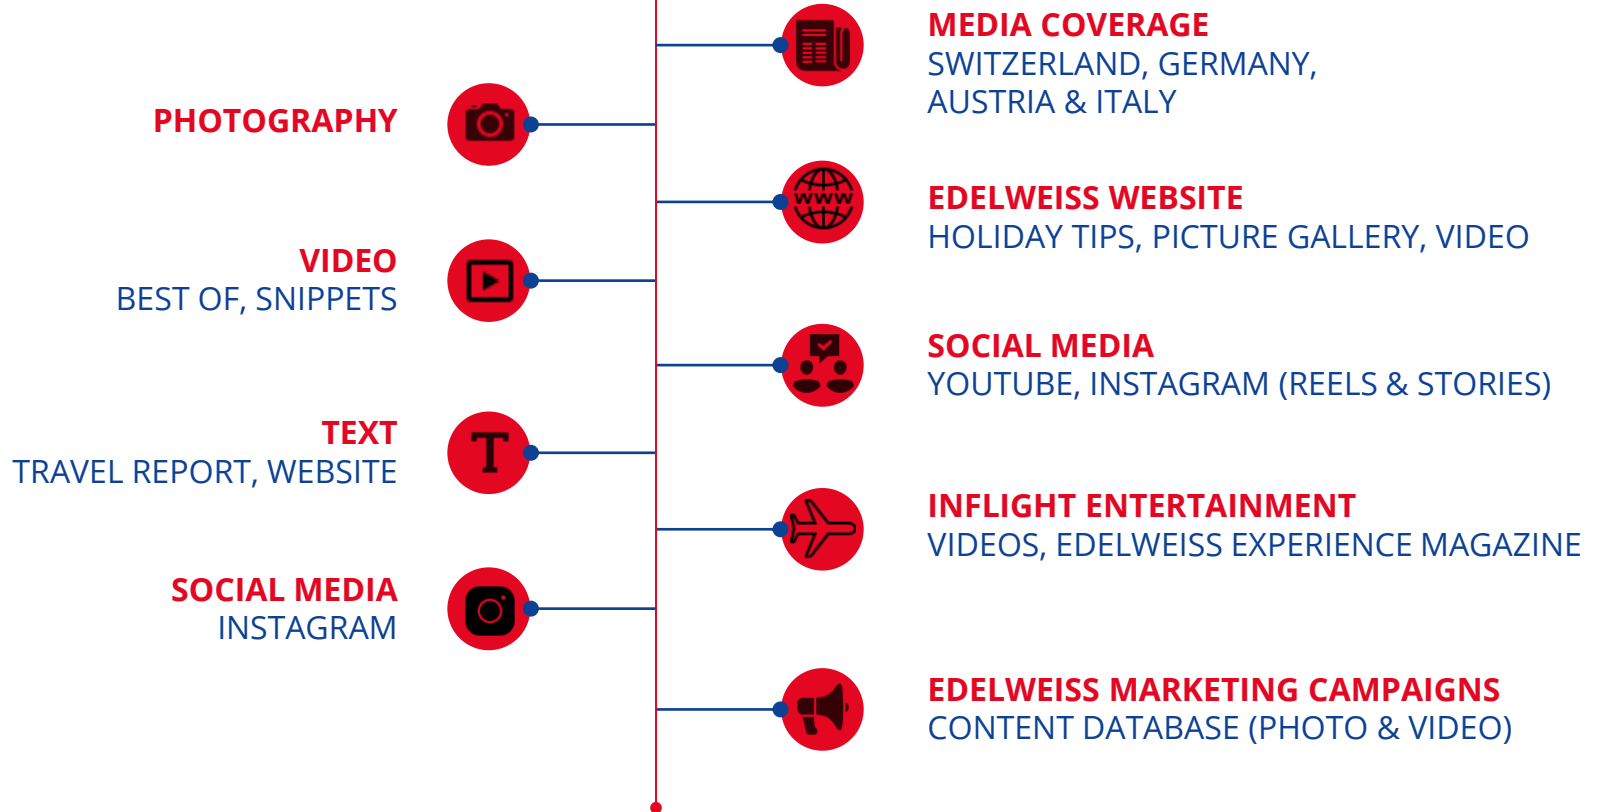 PHOTOGRAPHY
VIDEO
BEST OF, SNIPPETS
TEXT
TRAVEL REPORT, WEBSITE
SOCIAL MEDIA
INSTAGRAM
MEDIA COVERAGE
SWITZERLAND, GERMANY,
AUSTRIA & ITALY
WWW
EDELWEISS WEBSITE
HOLIDAY TIPS, PICTURE GALLERY, VIDEO
SOCIAL MEDIA
YOUTUBE, INSTAGRAM (REELS & STORIES)
T
INFLIGHT ENTERTAINMENT
VIDEOS, EDELWEISS EXPERIENCE MAGAZINE
EDELWEISS MARKETING CAMPAIGNS
CONTENT DATABASE (PHOTO & VIDEO)